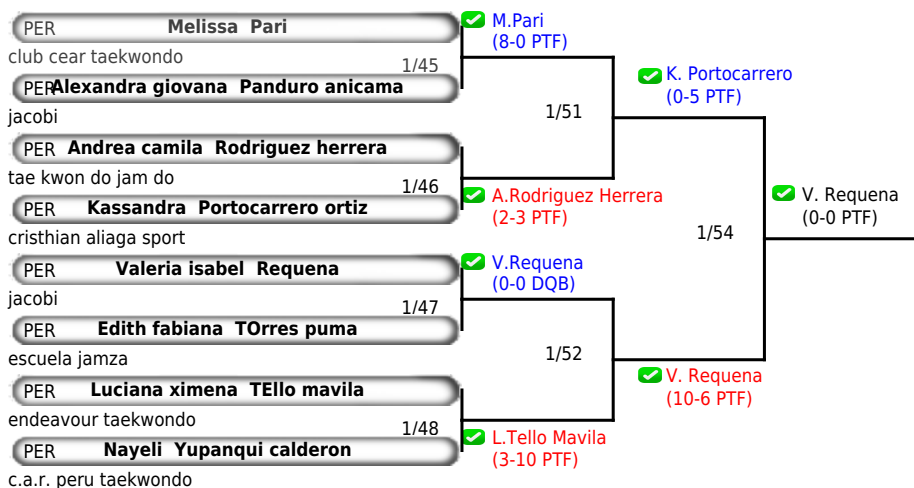 PER Melissa Pari
club cear taekwondo
1/45
PER Alexandra giovana Panduro anicama
jacobi
PER Andrea camila Rodriguez herrera
tae kwon do jam do
1/46
PER Kassandra Portocarrero ortiz
cristhian aliaga sport
PER Valeria isabel Requena
jacobi
1/47
PER Edith fabiana TOrres puma
escuela jamza
PER Luciana ximena TEllo mavila
endeavour taekwondo
1/48
PER Nayeli Yupanqui calderon
c.a.r. peru taekwondo
M.Pari
(8-0 PTF)
1/51
A.Rodriguez Herrera
(2-3 PTF)
V.Requena
(0-0 DQB)
1/52
L.Tello Mavila
(3-10 PTF)
K. Portocarrero
(0-5 PTF)
1/54
V. Requena
(10-6 PTF)
V. Requena
(0-0 PTF)